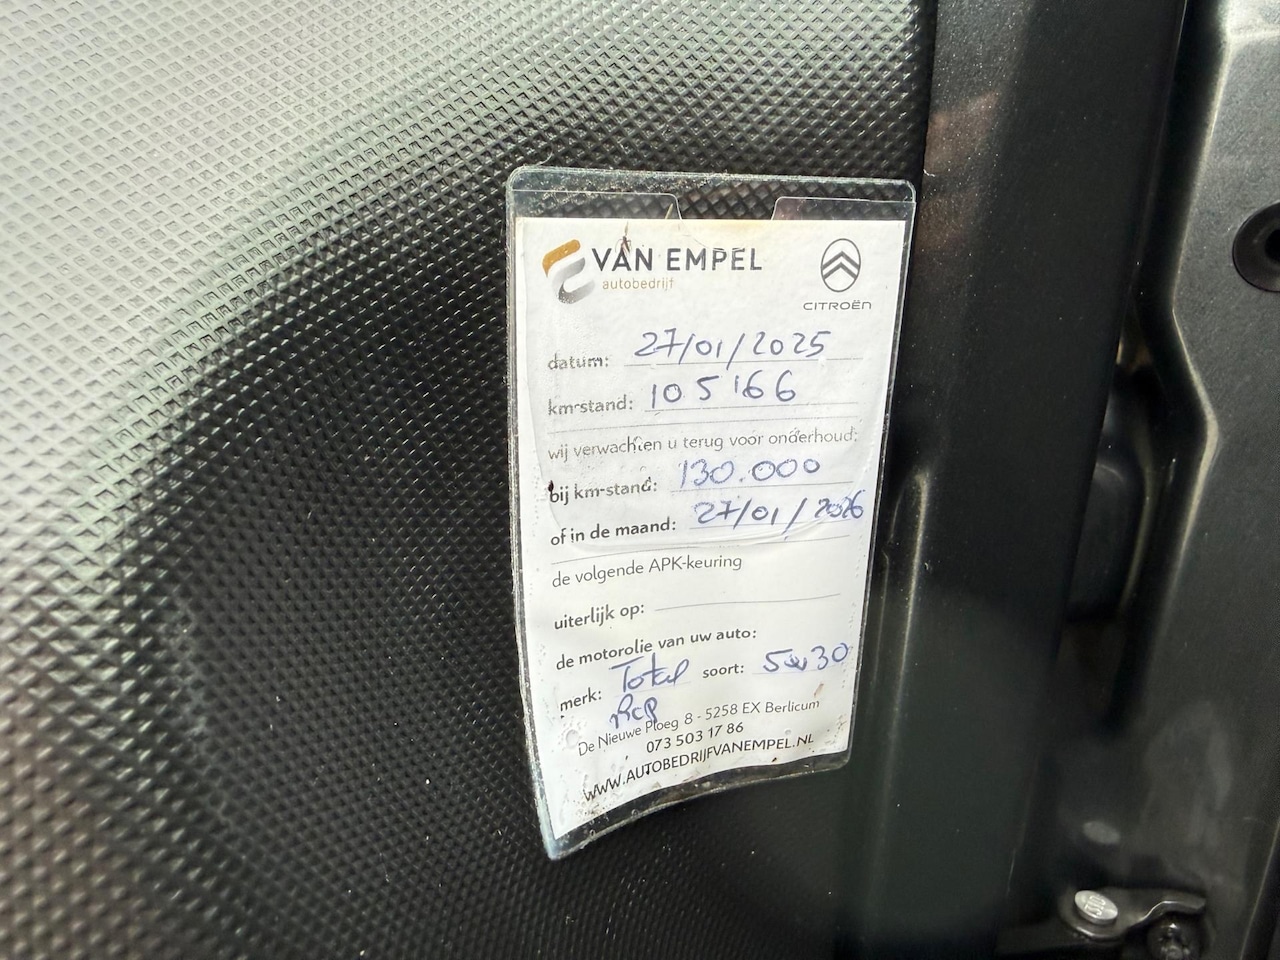 VAN EMPEL
autobedrijf
CITROËN
datum: 27/01/2025
km-stand: 105166
wij verwachten u terug voor onderhoud:
bij km-stand: 130.000
of in de maand: 27/01/2026
de volgende APK-keuring
uiterlijk op:
de motorolie van uw auto:
merk: Total soort: 5w30
De Nieuwe Ploeg 8 - 5258 EX Berlicum
073 503 17 86
WWW.AUTOBEDRIJFVANEMPEL.NL